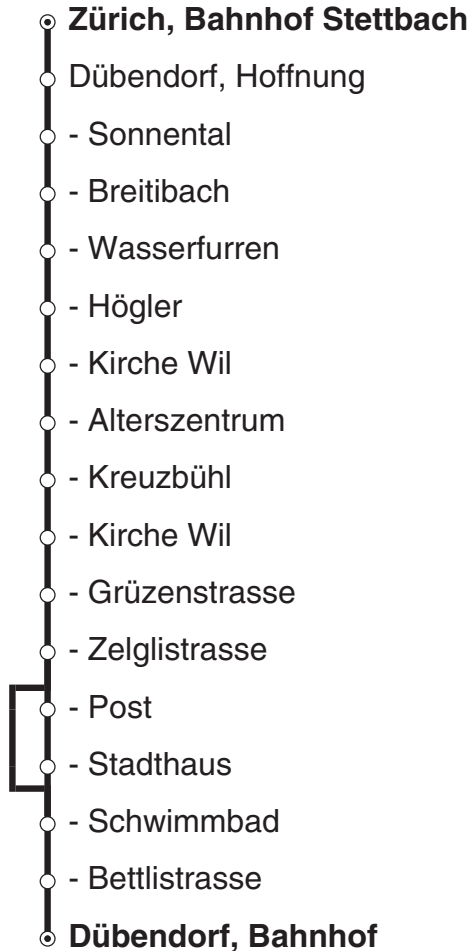 Zürich, Bahnhof Stettbach
Dübendorf, Hoffnung
- Sonnental
- Breitibach
- Wasserfurren
- Högler
- Kirche Wil
- Alterszentrum
- Kreuzbühl
- Kirche Wil
- Grüzenstrasse
- Zelglistrasse
- Post
- Stadthaus
- Schwimmbad
- Bettlistrasse
Dübendorf, Bahnhof